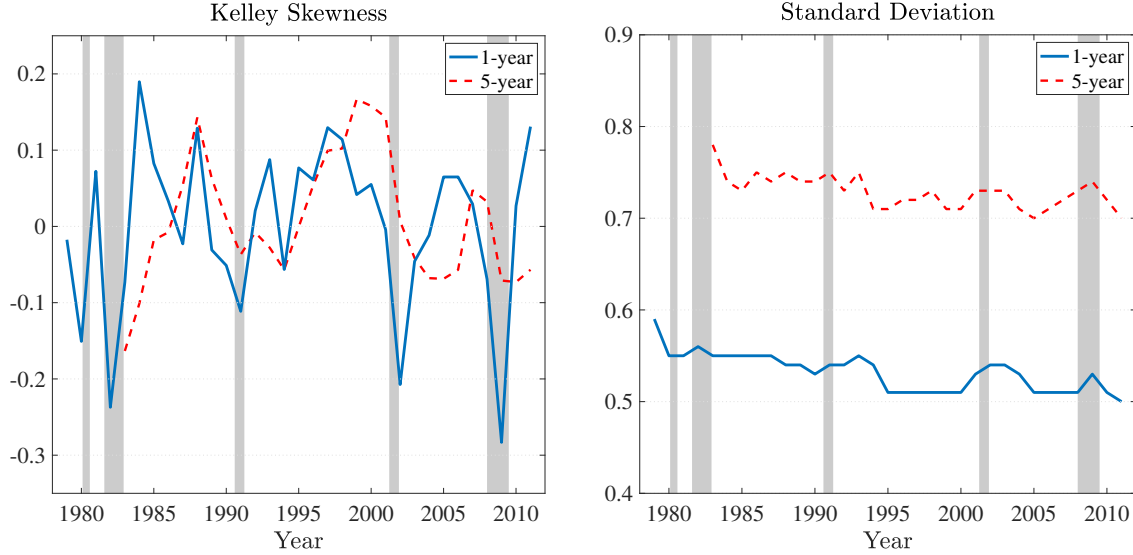 Kelley Skewness
1-year
5-year
0.2
0.1
0
-0.1
-0.2
-0.3
1980 1985 1990 1995 2000 2005 2010
Year
Standard Deviation
1-year
5-year
0.9
0.8
0.7
0.6
0.5
0.4
1980 1985 1990 1995 2000 2005 2010
Year